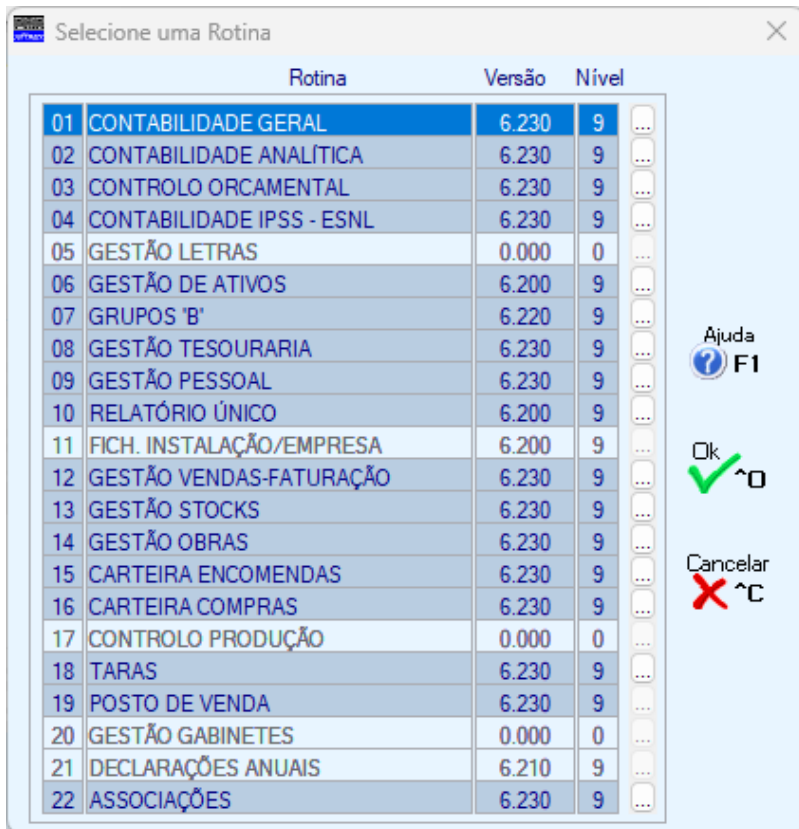 Selecione uma Rotina
Rotina Versão Nível
01 CONTABILIDADE GERAL 6.230 9 ...
02 CONTABILIDADE ANALÍTICA 6.230 9 ...
03 CONTROLO ORCAMENTAL 6.230 9 ...
04 CONTABILIDADE IPSS - ESNL 6.230 9 ...
05 GESTÃO LETRAS 0.000 0 ...
06 GESTÃO DE ATIVOS 6.200 9 ...
07 GRUPOS 'B' 6.220 9 ...
08 GESTÃO TESOURARIA 6.230 9 ...
09 GESTÃO PESSOAL 6.230 9 ...
10 RELATÓRIO ÚNICO 6.200 9 ...
11 FICH. INSTALAÇÃO/EMPRESA 6.200 9 ...
12 GESTÃO VENDAS-FATURAÇÃO 6.230 9 ...
13 GESTÃO STOCKS 6.230 9 ...
14 GESTÃO OBRAS 6.230 9 ...
15 CARTEIRA ENCOMENDAS 6.230 9 ...
16 CARTEIRA COMPRAS 6.230 9 ...
17 CONTROLO PRODUÇÃO 0.000 0 ...
18 TARAS 6.230 9 ...
19 POSTO DE VENDA 6.230 9 ...
20 GESTÃO GABINETES 0.000 0 ...
21 DECLARAÇÕES ANUAIS 6.210 9 ...
22 ASSOCIAÇÕES 6.230 9 ...
Ajuda
? F1
Ok
^O
Cancelar
^C